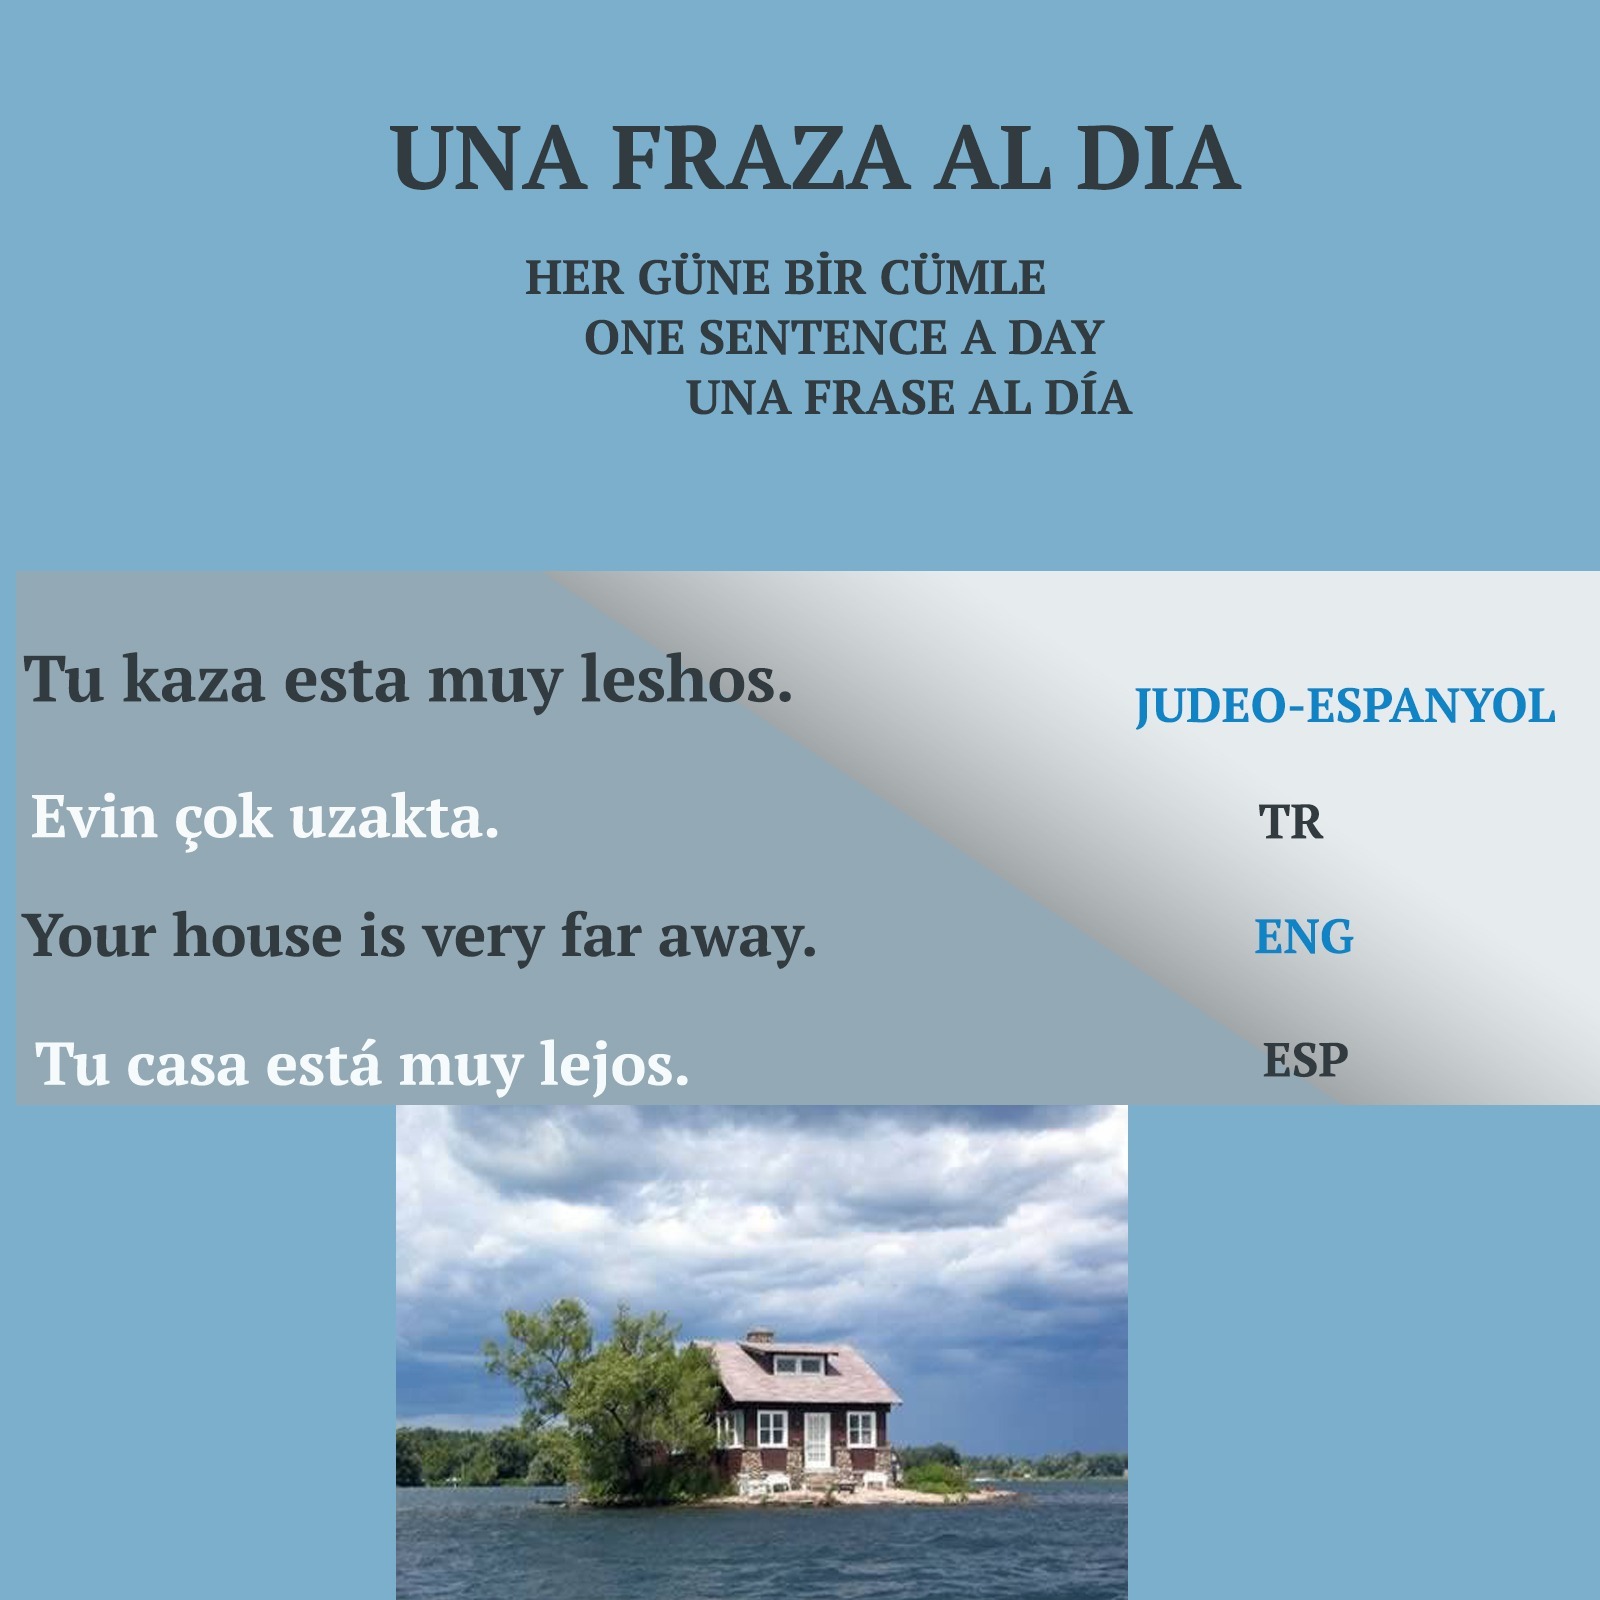 UNA FRAZA AL DIA
HER GÜNE BİR CÜMLE
ONE SENTENCE A DAY
UNA FRASE AL DÍA
Tu kaza esta muy leshos.
JUDEO-ESPANYOL
Evin çok uzakta.
TR
Your house is very far away.
ENG
Tu casa está muy lejos.
ESP